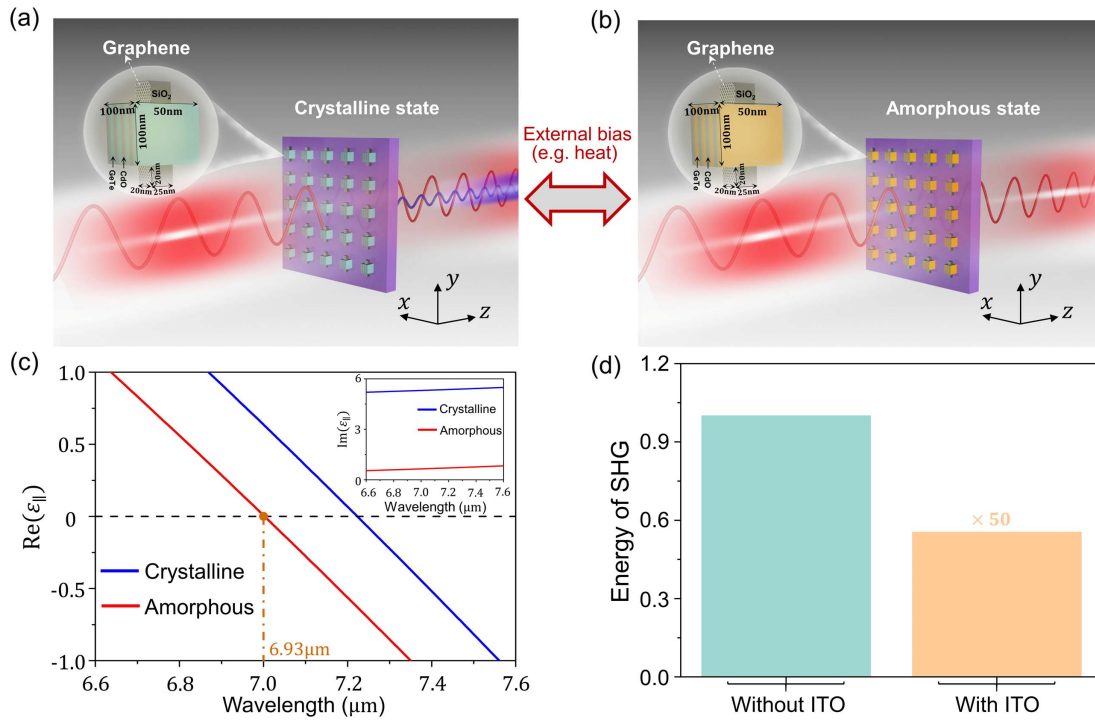 (a)
Graphene
SiO₂
100nm
50nm
100nm
GeTe
CdO
20nm
20nm
25nm
Crystalline state
x
y
z
External bias
(e.g. heat)
(b)
Graphene
SiO₂
100nm
50nm
100nm
GeTe
CdO
20nm
20nm
25nm
Amorphous state
x
y
z
(c)
Re(ε||)
1.0
0.5
0
-0.5
-1.0
6.6 6.8 7.0 7.2 7.4 7.6
Wavelength (μm)
Crystalline
Amorphous
6.93μm
Im(ε||)
6
3
0
Crystalline
Amorphous
6.6 6.8 7.0 7.2 7.4 7.6
Wavelength (μm)
(d)
Energy of SHG
1.2
0.9
0.6
0.3
0.0
× 50
Without ITO
With ITO